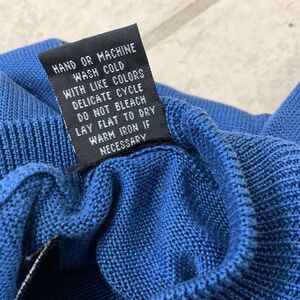 HAND OR MACHINE
WASH COLD
WITH LIKE COLORS
DELICATE CYCLE
DO NOT BLEACH
LAY FLAT TO DRY
WARM IRON IF
NECESSARY